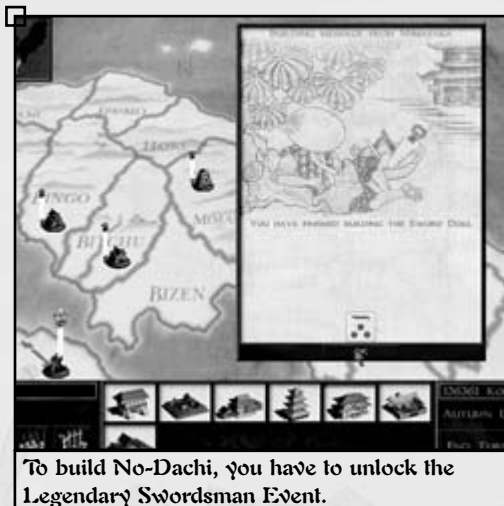 BUILDING MESSAGE FROM MIMASAKA
HOKI
BINGO
BITCHU
BIZEN
YOU HAVE FINISHED BUILDING THE SWORD DOJO.
To build No-Dachi, you have to unlock the
Legendary Swordsman Event.